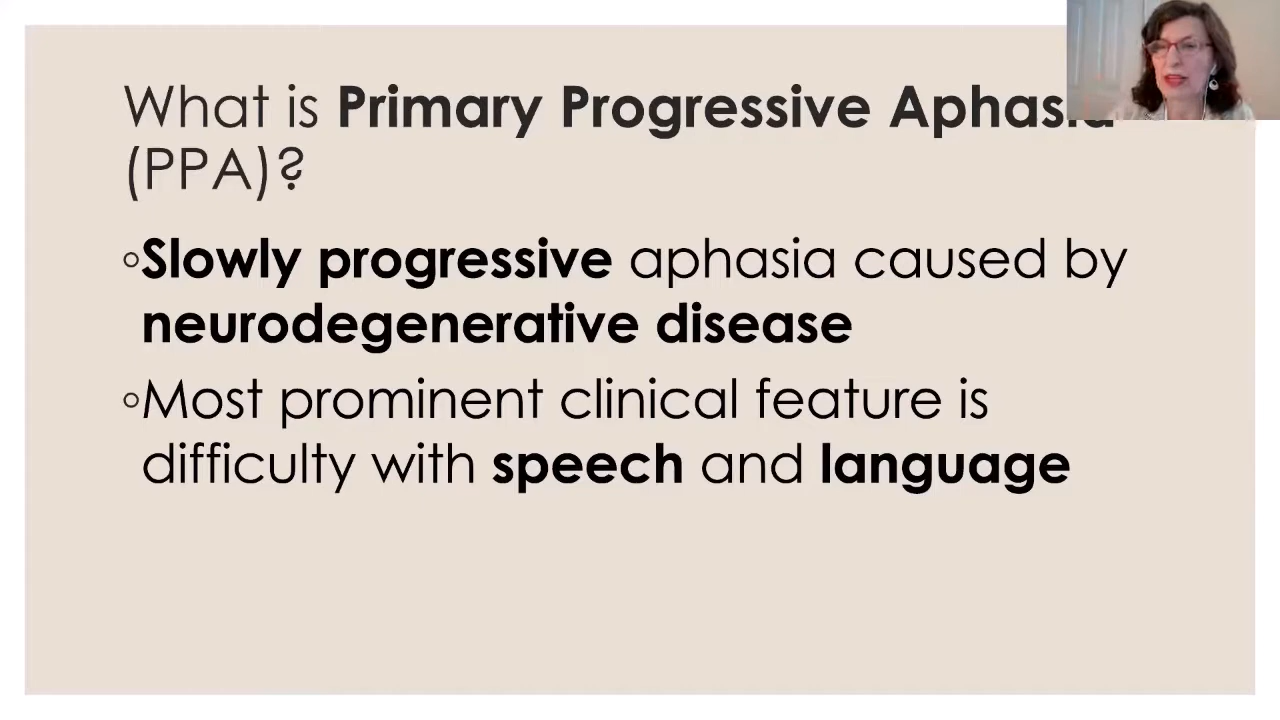 What is Primary Progressive Aphasia
(PPA)?
◦Slowly progressive aphasia caused by
neurodegenerative disease
◦Most prominent clinical feature is
difficulty with speech and language